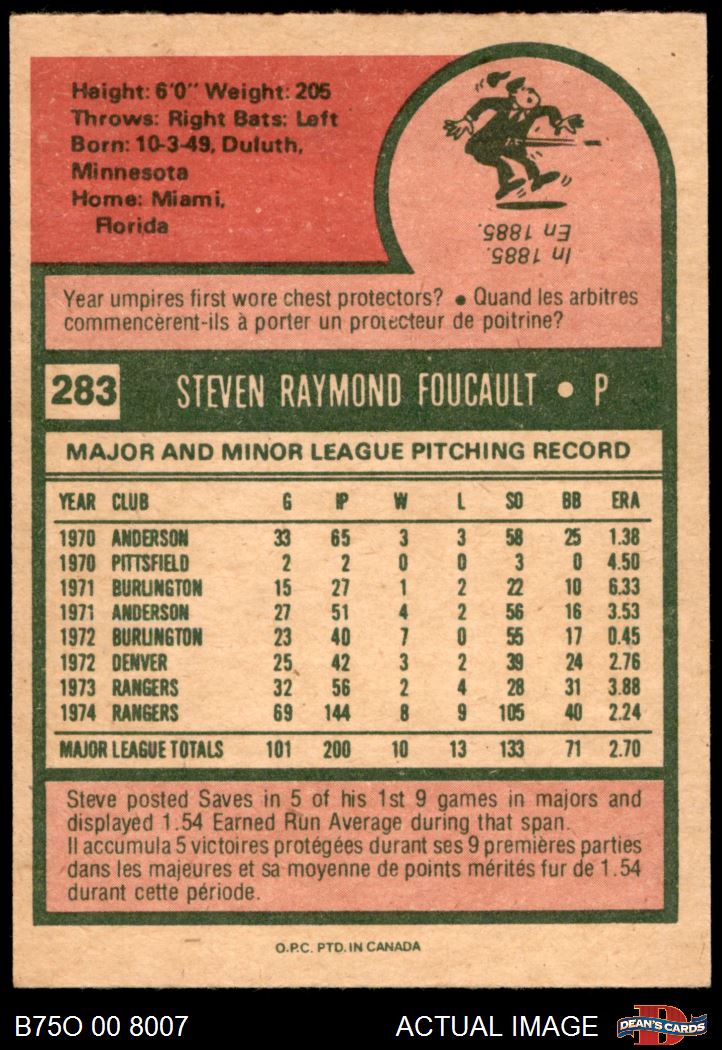 Height: 6'0" Weight: 205
Throws: Right Bats: Left
Born: 10-3-49, Duluth,
Minnesota
Home: Miami,
Florida
In 1885.
En 1885.
Year umpires first wore chest protectors? • Quand les arbitres
commencèrent-ils à porter un protecteur de poitrine?
283 STEVEN RAYMOND FOUCAULT • P
MAJOR AND MINOR LEAGUE PITCHING RECORD
YEAR CLUB G IP W L SO BB ERA
1970 ANDERSON 33 65 3 3 58 25 1.38
1970 PITTSFIELD 2 2 0 0 3 0 4.50
1971 BURLINGTON 15 27 1 2 22 10 6.33
1971 ANDERSON 27 51 4 2 56 16 3.53
1972 BURLINGTON 23 40 7 0 55 17 0.45
1972 DENVER 25 42 3 2 39 24 2.76
1973 RANGERS 32 56 2 4 28 31 3.88
1974 RANGERS 69 144 8 9 105 40 2.24
MAJOR LEAGUE TOTALS 101 200 10 13 133 71 2.70
Steve posted Saves in 5 of his 1st 9 games in majors and
displayed 1.54 Earned Run Average during that span.
Il accumula 5 victoires protégées durant ses 9 premières parties
dans les majeures et sa moyenne de points mérités fur de 1.54
durant cette période.
O.P.C. PTD. IN CANADA
B75O 00 8007 ACTUAL IMAGE D DEAN'S CARDS